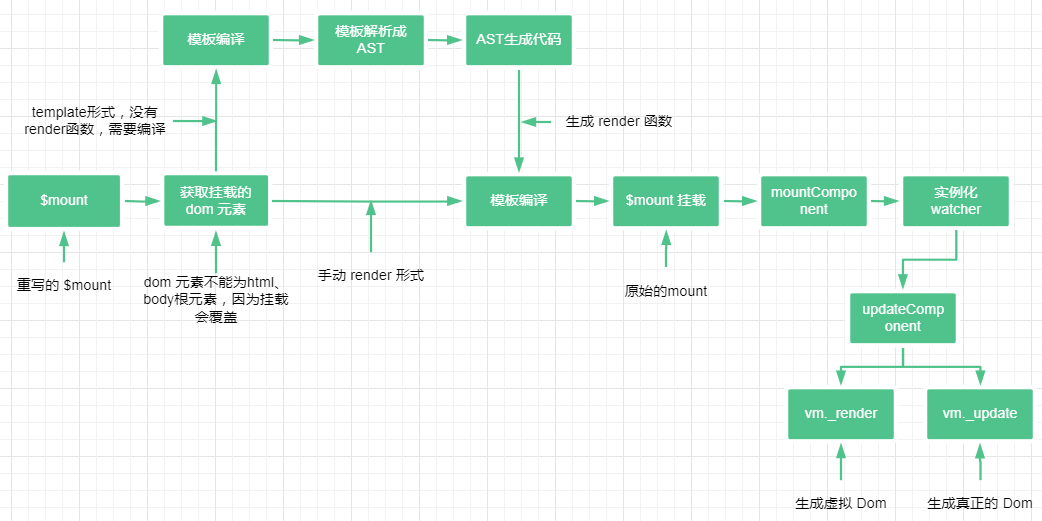 模板编译
模板解析成
AST
AST生成代码
template形式，没有
render函数，需要编译
生成 render 函数
$mount
获取挂载的
dom 元素
模板编译
$mount 挂载
mountCompo
nent
实例化
watcher
重写的 $mount
dom 元素不能为html、
body根元素，因为挂载
会覆盖
手动 render 形式
原始的mount
updateComp
onent
vm._render
vm._update
生成虚拟 Dom
生成真正的 Dom